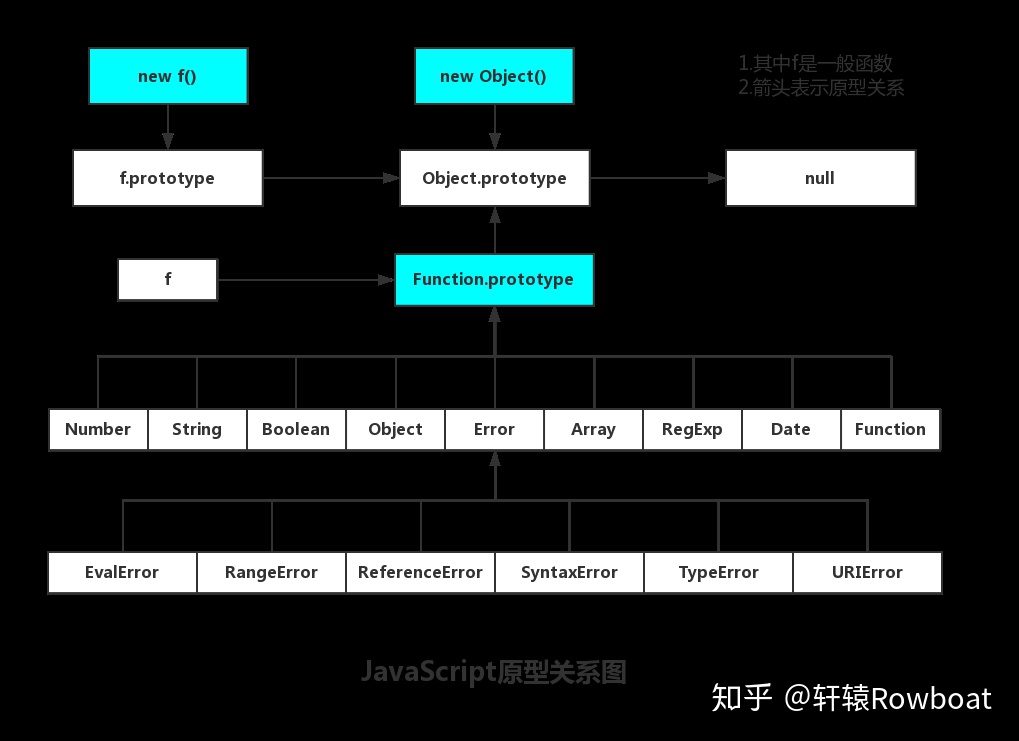 new f()
new Object()
1.其中f是一般函数
2.箭头表示原型关系
f.prototype
Object.prototype
null
f
Function.prototype
Number
String
Boolean
Object
Error
Array
RegExp
Date
Function
EvalError
RangeError
ReferenceError
SyntaxError
TypeError
URIError
JavaScript原型关系图
知乎 @轩辕Rowboat